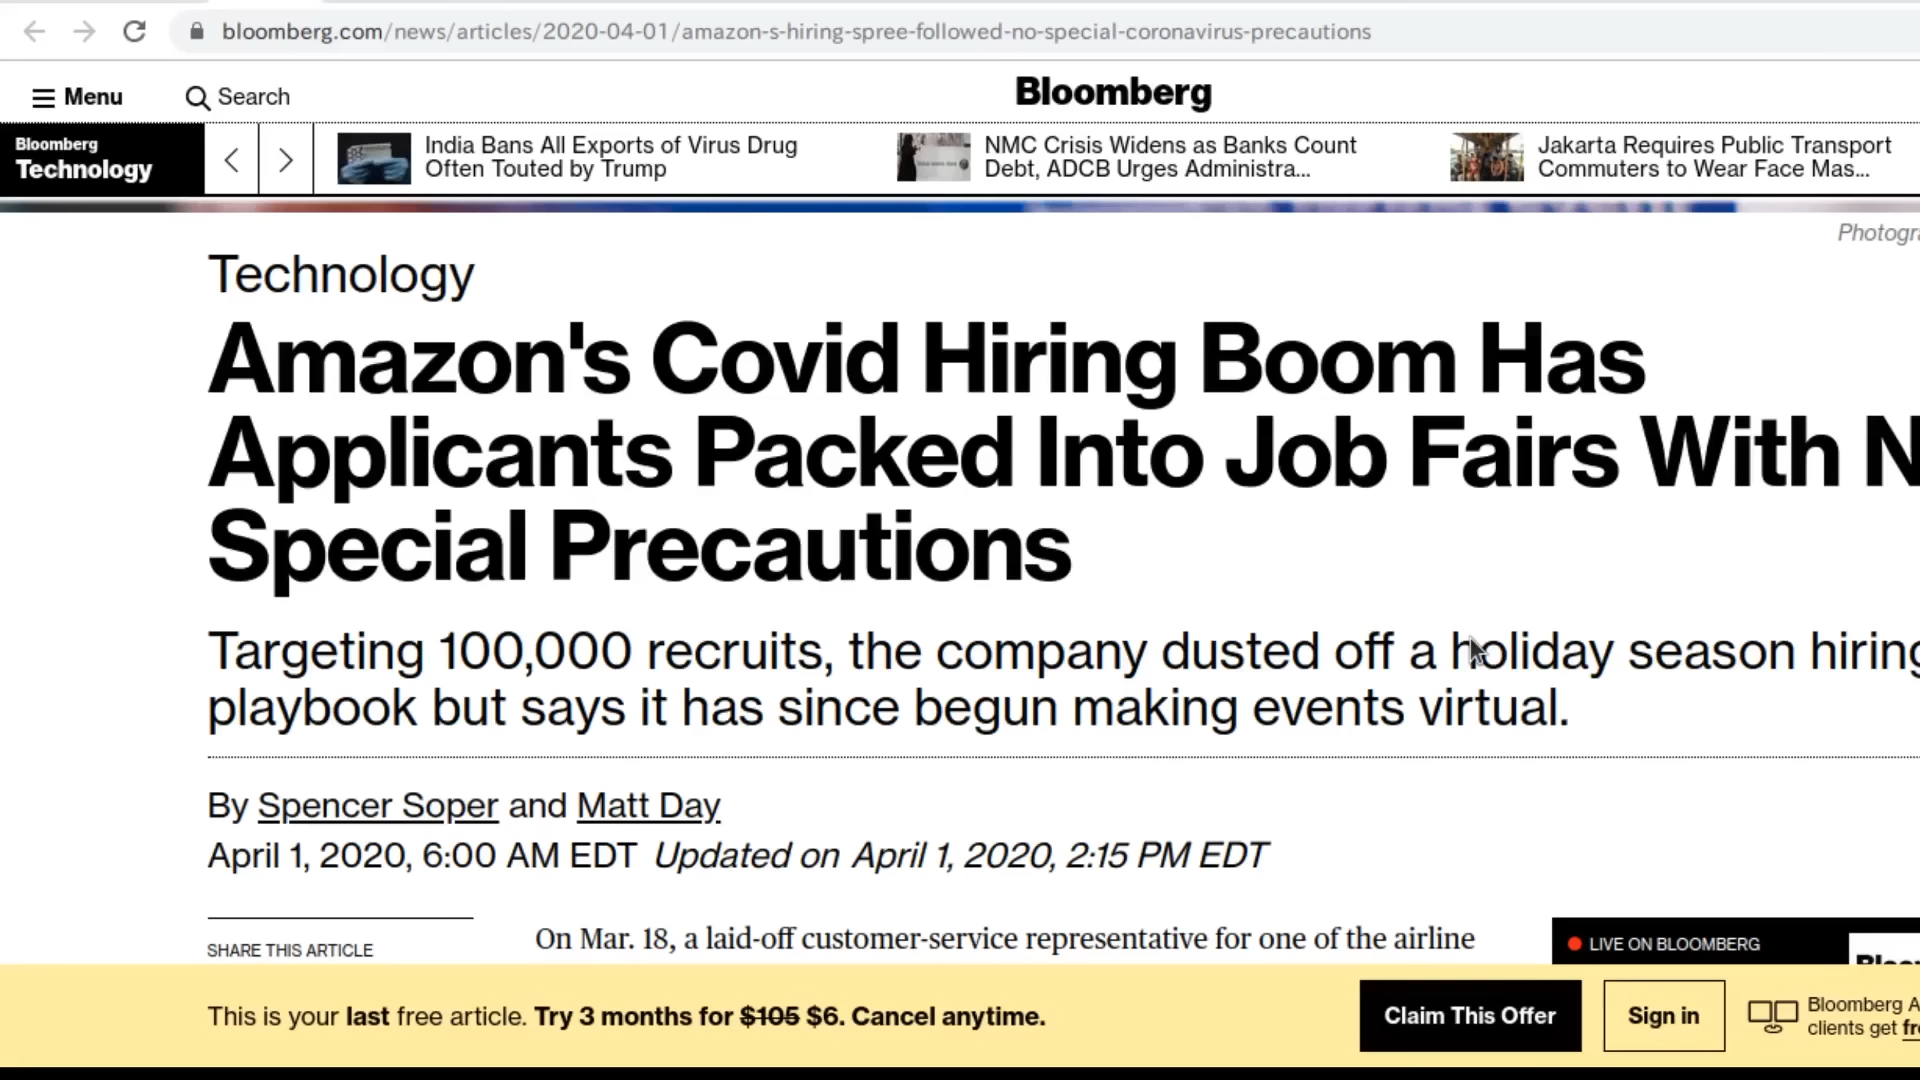 bloomberg.com/news/articles/2020-04-01/amazon-s-hiring-spree-followed-no-special-coronavirus-precautions
Menu
Search
Bloomberg
Bloomberg
Technology
India Bans All Exports of Virus Drug
Often Touted by Trump
NMC Crisis Widens as Banks Count
Debt, ADCB Urges Administra...
Jakarta Requires Public Transport
Commuters to Wear Face Mas...
Technology
Amazon's Covid Hiring Boom Has
Applicants Packed Into Job Fairs With
Special Precautions
Targeting 100,000 recruits, the company dusted off a holiday season hiring
playbook but says it has since begun making events virtual.
By Spencer Soper and Matt Day
April 1, 2020, 6:00 AM EDT Updated on April 1, 2020, 2:15 PM EDT
SHARE THIS ARTICLE
On Mar. 18, a laid-off customer-service representative for one of the airline
LIVE ON BLOOMBERG
This is your last free article. Try 3 months for $105 $6. Cancel anytime.
Claim This Offer
Sign in
Bloomberg A
clients get